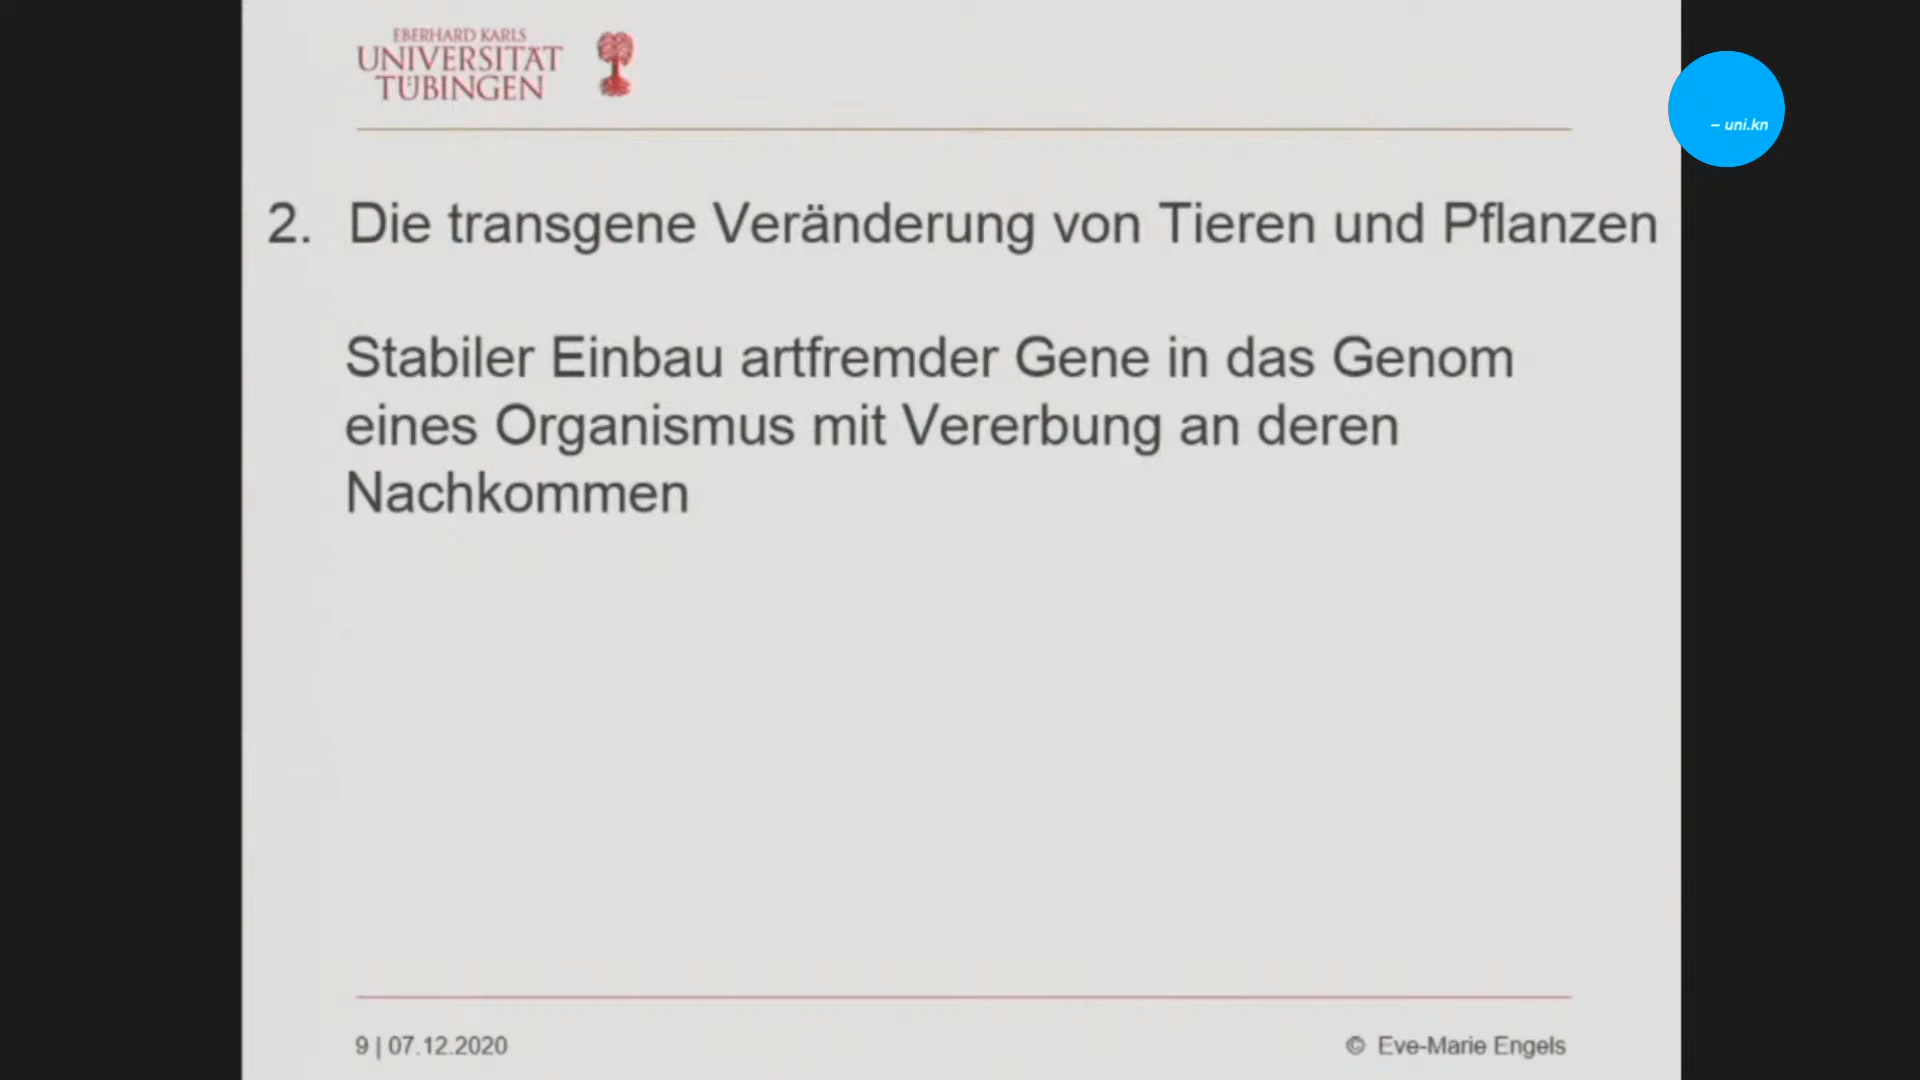 EBERHARD KARLS
UNIVERSITÄT
TÜBINGEN
– uni.kn
2. Die transgene Veränderung von Tieren und Pflanzen
Stabiler Einbau artfremder Gene in das Genom
eines Organismus mit Vererbung an deren
Nachkommen
9 | 07.12.2020
© Eve-Marie Engels